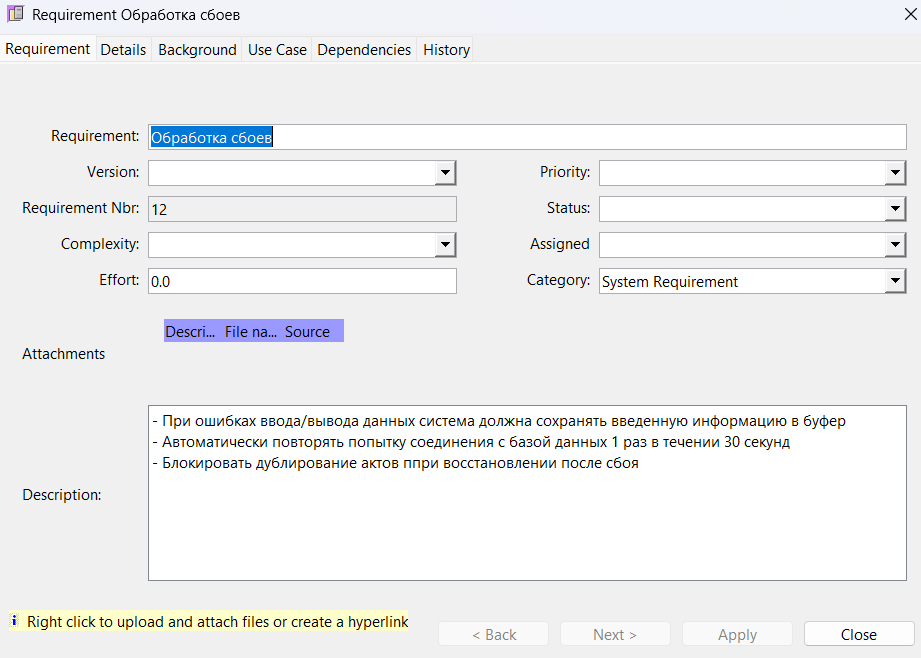 Requirement Обработка сбоев
Requirement Details Background Use Case Dependencies History
Requirement: Обработка сбоев
Version: Priority:
Requirement Nbr: 12 Status:
Complexity: Assigned
Effort: 0.0 Category: System Requirement
Descri... File na... Source
Attachments
- При ошибках ввода/вывода данных система должна сохранять введенную информацию в буфер
- Автоматически повторять попытку соединения с базой данных 1 раз в течении 30 секунд
- Блокировать дублирование актов ппри восстановлении после сбоя
Description:
Right click to upload and attach files or create a hyperlink
< Back Next > Apply Close